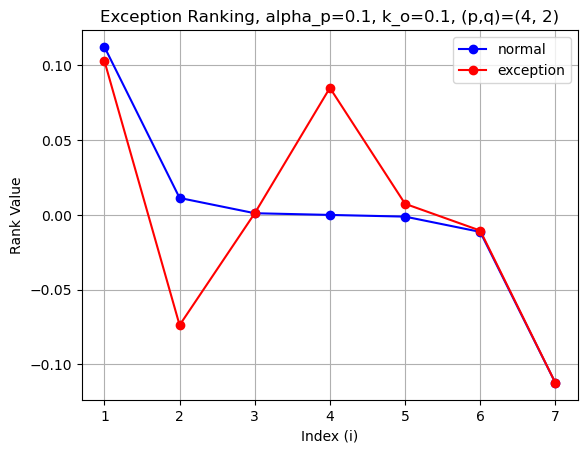 Exception Ranking, alpha_p=0.1, k_o=0.1, (p,q)=(4, 2)
normal
exception
Rank Value
0.10
0.05
0.00
−0.05
−0.10
1 2 3 4 5 6 7
Index (i)